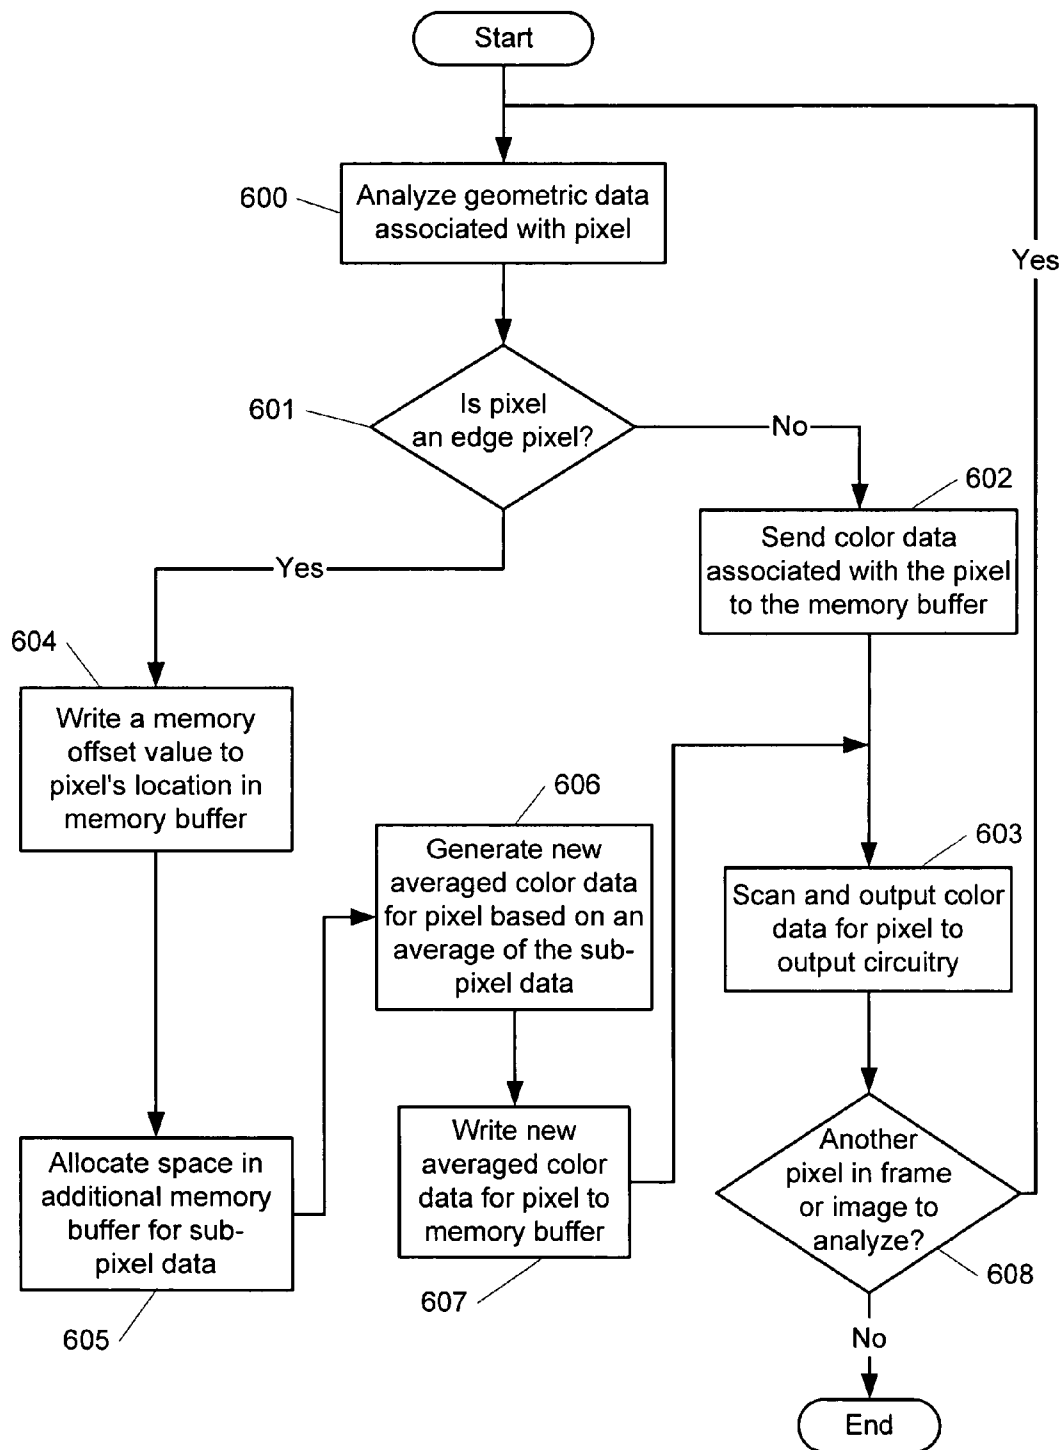 Start
600
Analyze geometric data
associated with pixel
Yes
601
Is pixel
an edge pixel?
No
602
Send color data
associated with the pixel
to the memory buffer
Yes
604
Write a memory
offset value to
pixel's location in
memory buffer
606
Generate new
averaged color data
for pixel based on an
average of the sub-
pixel data
603
Scan and output color
data for pixel to
output circuitry
Allocate space in
additional memory
buffer for sub-
pixel data
605
Write new
averaged color
data for pixel to
memory buffer
607
Another
pixel in frame
or image to
analyze?
608
No
End